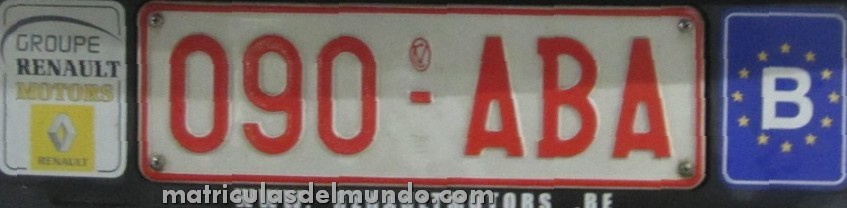 GROUPE
RENAULT
MOTORS
RENAULT
090-ABA
B
matriculasdelmundo.com